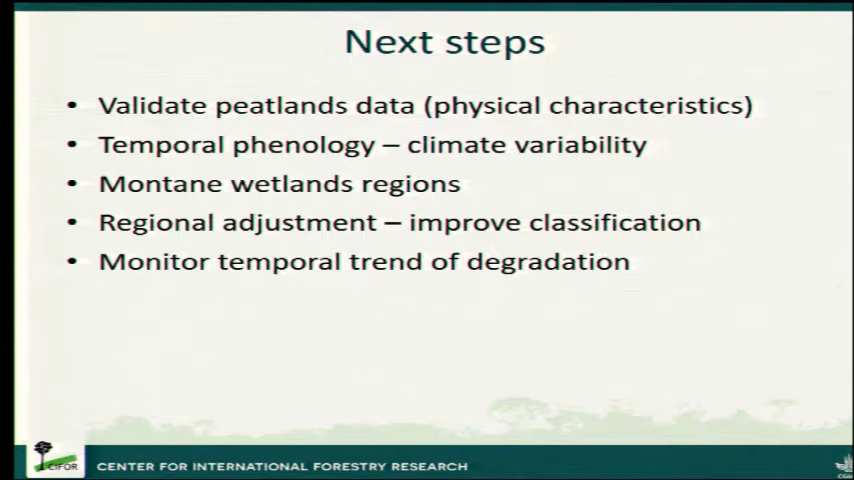 Next steps
• Validate peatlands data (physical characteristics)
• Temporal phenology – climate variability
• Montane wetlands regions
• Regional adjustment – improve classification
• Monitor temporal trend of degradation
CIFOR
CENTER FOR INTERNATIONAL FORESTRY RESEARCH